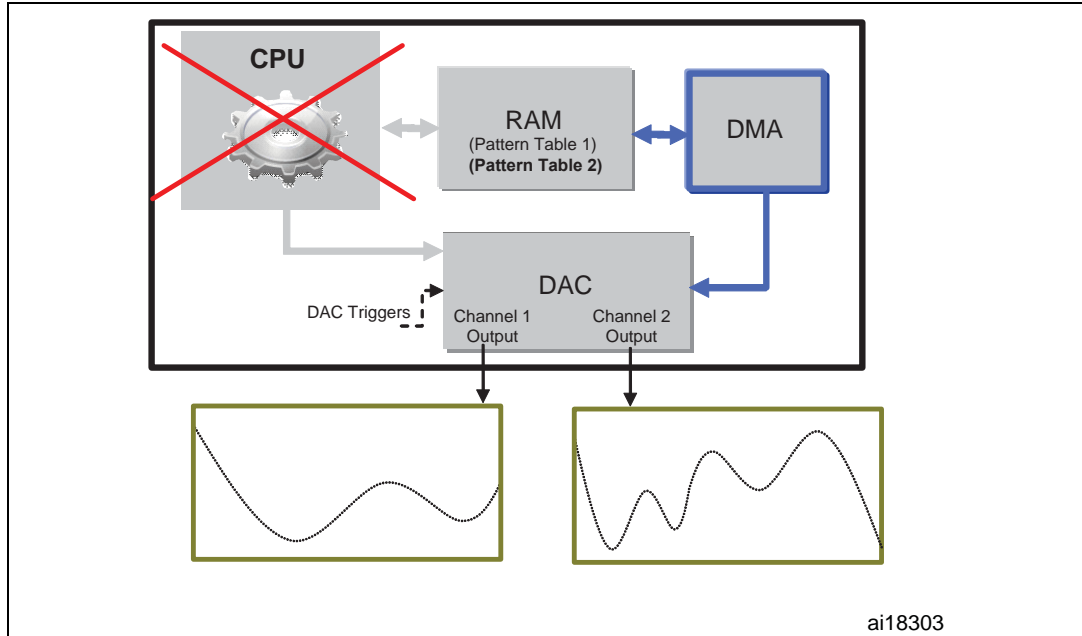 CPU
RAM
(Pattern Table 1)
(Pattern Table 2)
DMA
DAC
DAC Triggers
Channel 1
Output
Channel 2
Output
ai18303